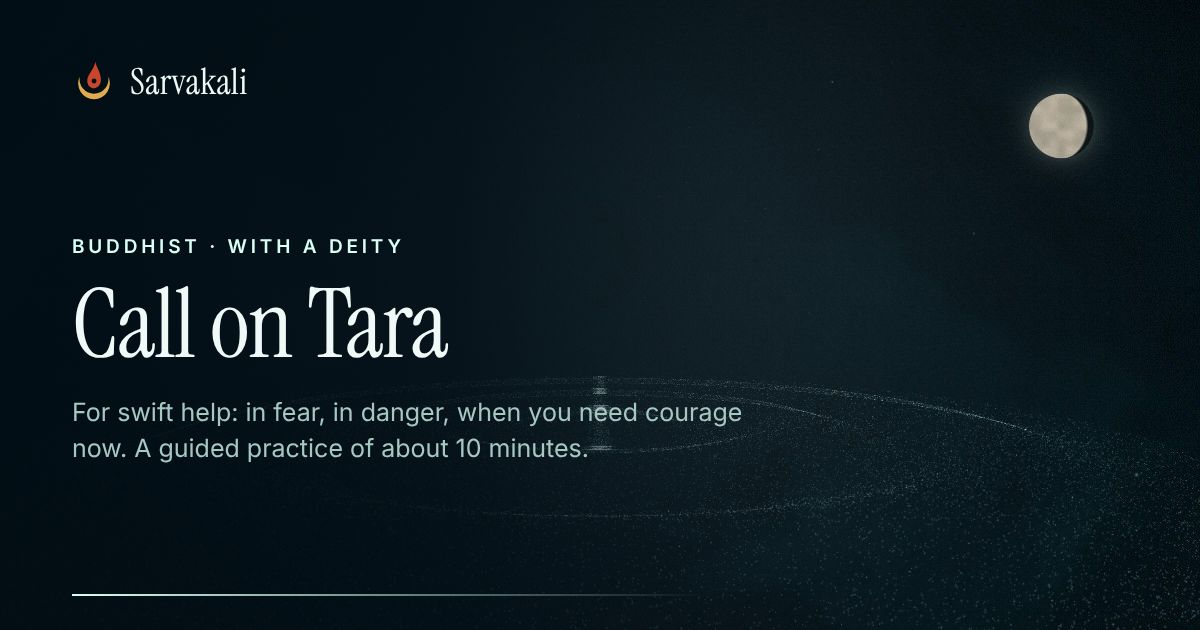 Sarvakali
BUDDHIST · WITH A DEITY
Call on Tara
For swift help: in fear, in danger, when you need courage
now. A guided practice of about 10 minutes.